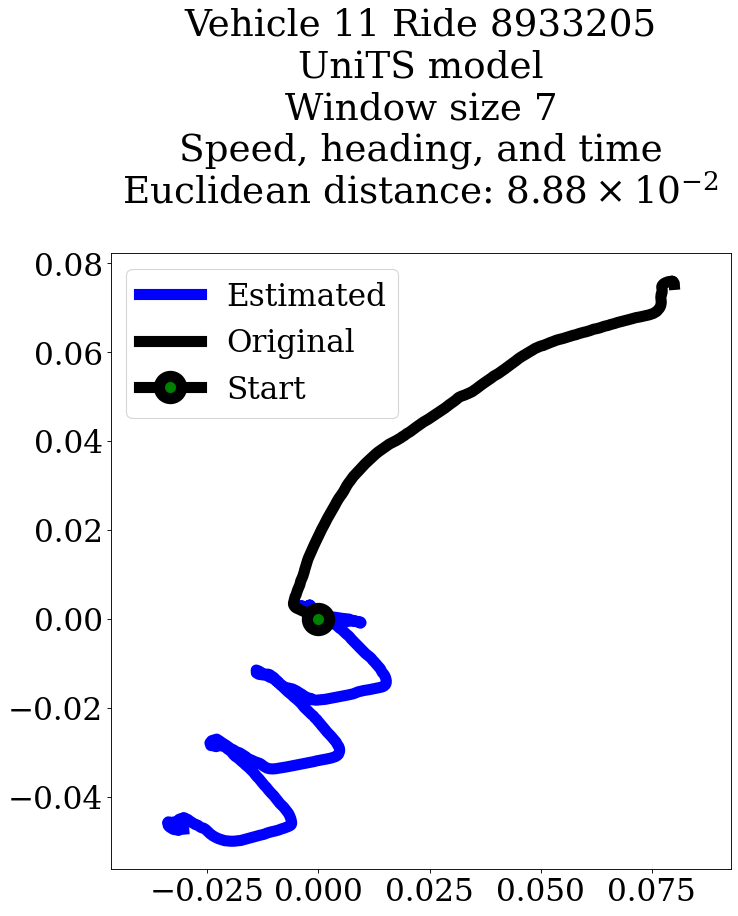 Vehicle 11 Ride 8933205
UniTS model
Window size 7
Speed, heading, and time
Euclidean distance: 8.88 × 10⁻²
Estimated
Original
Start
0.08
0.06
0.04
0.02
0.00
−0.02
−0.04
−0.025 0.000 0.025 0.050 0.075